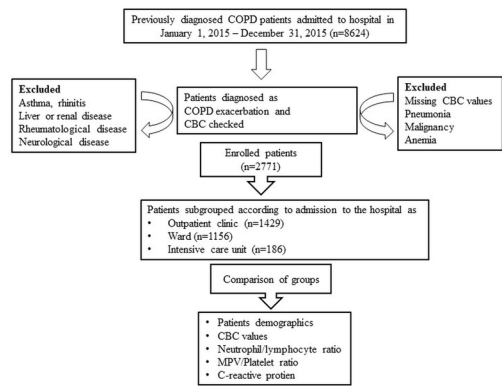 Previously diagnosed COPD patients admitted to hospital in
January 1, 2015 – December 31, 2015 (n=8624)
Excluded
Asthma, rhinitis
Liver or renal disease
Rheumatological disease
Neurological disease
Patients diagnosed as
COPD exacerbation and
CBC checked
Excluded
Missing CBC values
Pneumonia
Malignancy
Anemia
Enrolled patients
(n=2771)
Patients subgrouped according to admission to the hospital as
• Outpatient clinic (n=1429)
• Ward (n=1156)
• Intensive care unit (n=186)
Comparison of groups
• Patients demographics
• CBC values
• Neutrophil/lymphocyte ratio
• MPV/Platelet ratio
• C-reactive protien